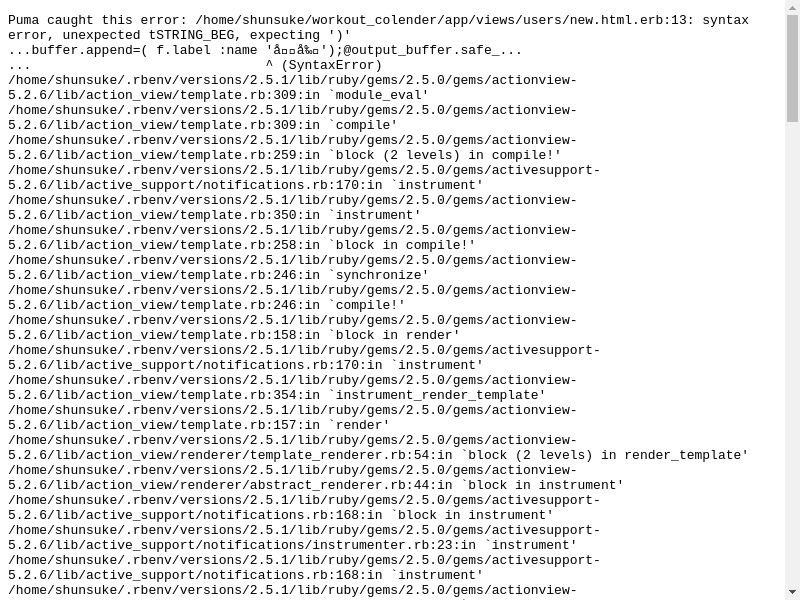 Puma caught this error: /home/shunsuke/workout_colender/app/views/users/new.html.erb:13: syntax
error, unexpected tSTRING_BEG, expecting ')'
...buffer.append=( f.label :name 'å��å‰�');@output_buffer.safe_...
... ^ (SyntaxError)
/home/shunsuke/.rbenv/versions/2.5.1/lib/ruby/gems/2.5.0/gems/actionview-
5.2.6/lib/action_view/template.rb:309:in `module_eval'
/home/shunsuke/.rbenv/versions/2.5.1/lib/ruby/gems/2.5.0/gems/actionview-
5.2.6/lib/action_view/template.rb:309:in `compile'
/home/shunsuke/.rbenv/versions/2.5.1/lib/ruby/gems/2.5.0/gems/actionview-
5.2.6/lib/action_view/template.rb:259:in `block (2 levels) in compile!'
/home/shunsuke/.rbenv/versions/2.5.1/lib/ruby/gems/2.5.0/gems/activesupport-
5.2.6/lib/active_support/notifications.rb:170:in `instrument'
/home/shunsuke/.rbenv/versions/2.5.1/lib/ruby/gems/2.5.0/gems/actionview-
5.2.6/lib/action_view/template.rb:350:in `instrument'
/home/shunsuke/.rbenv/versions/2.5.1/lib/ruby/gems/2.5.0/gems/actionview-
5.2.6/lib/action_view/template.rb:258:in `block in compile!'
/home/shunsuke/.rbenv/versions/2.5.1/lib/ruby/gems/2.5.0/gems/actionview-
5.2.6/lib/action_view/template.rb:246:in `synchronize'
/home/shunsuke/.rbenv/versions/2.5.1/lib/ruby/gems/2.5.0/gems/actionview-
5.2.6/lib/action_view/template.rb:246:in `compile!'
/home/shunsuke/.rbenv/versions/2.5.1/lib/ruby/gems/2.5.0/gems/actionview-
5.2.6/lib/action_view/template.rb:158:in `block in render'
/home/shunsuke/.rbenv/versions/2.5.1/lib/ruby/gems/2.5.0/gems/activesupport-
5.2.6/lib/active_support/notifications.rb:170:in `instrument'
/home/shunsuke/.rbenv/versions/2.5.1/lib/ruby/gems/2.5.0/gems/actionview-
5.2.6/lib/action_view/template.rb:354:in `instrument_render_template'
/home/shunsuke/.rbenv/versions/2.5.1/lib/ruby/gems/2.5.0/gems/actionview-
5.2.6/lib/action_view/template.rb:157:in `render'
/home/shunsuke/.rbenv/versions/2.5.1/lib/ruby/gems/2.5.0/gems/actionview-
5.2.6/lib/action_view/renderer/template_renderer.rb:54:in `block (2 levels) in render_template'
/home/shunsuke/.rbenv/versions/2.5.1/lib/ruby/gems/2.5.0/gems/actionview-
5.2.6/lib/action_view/renderer/abstract_renderer.rb:44:in `block in instrument'
/home/shunsuke/.rbenv/versions/2.5.1/lib/ruby/gems/2.5.0/gems/activesupport-
5.2.6/lib/active_support/notifications.rb:168:in `block in instrument'
/home/shunsuke/.rbenv/versions/2.5.1/lib/ruby/gems/2.5.0/gems/activesupport-
5.2.6/lib/active_support/notifications/instrumenter.rb:23:in `instrument'
/home/shunsuke/.rbenv/versions/2.5.1/lib/ruby/gems/2.5.0/gems/activesupport-
5.2.6/lib/active_support/notifications.rb:168:in `instrument'
/home/shunsuke/.rbenv/versions/2.5.1/lib/ruby/gems/2.5.0/gems/actionview-